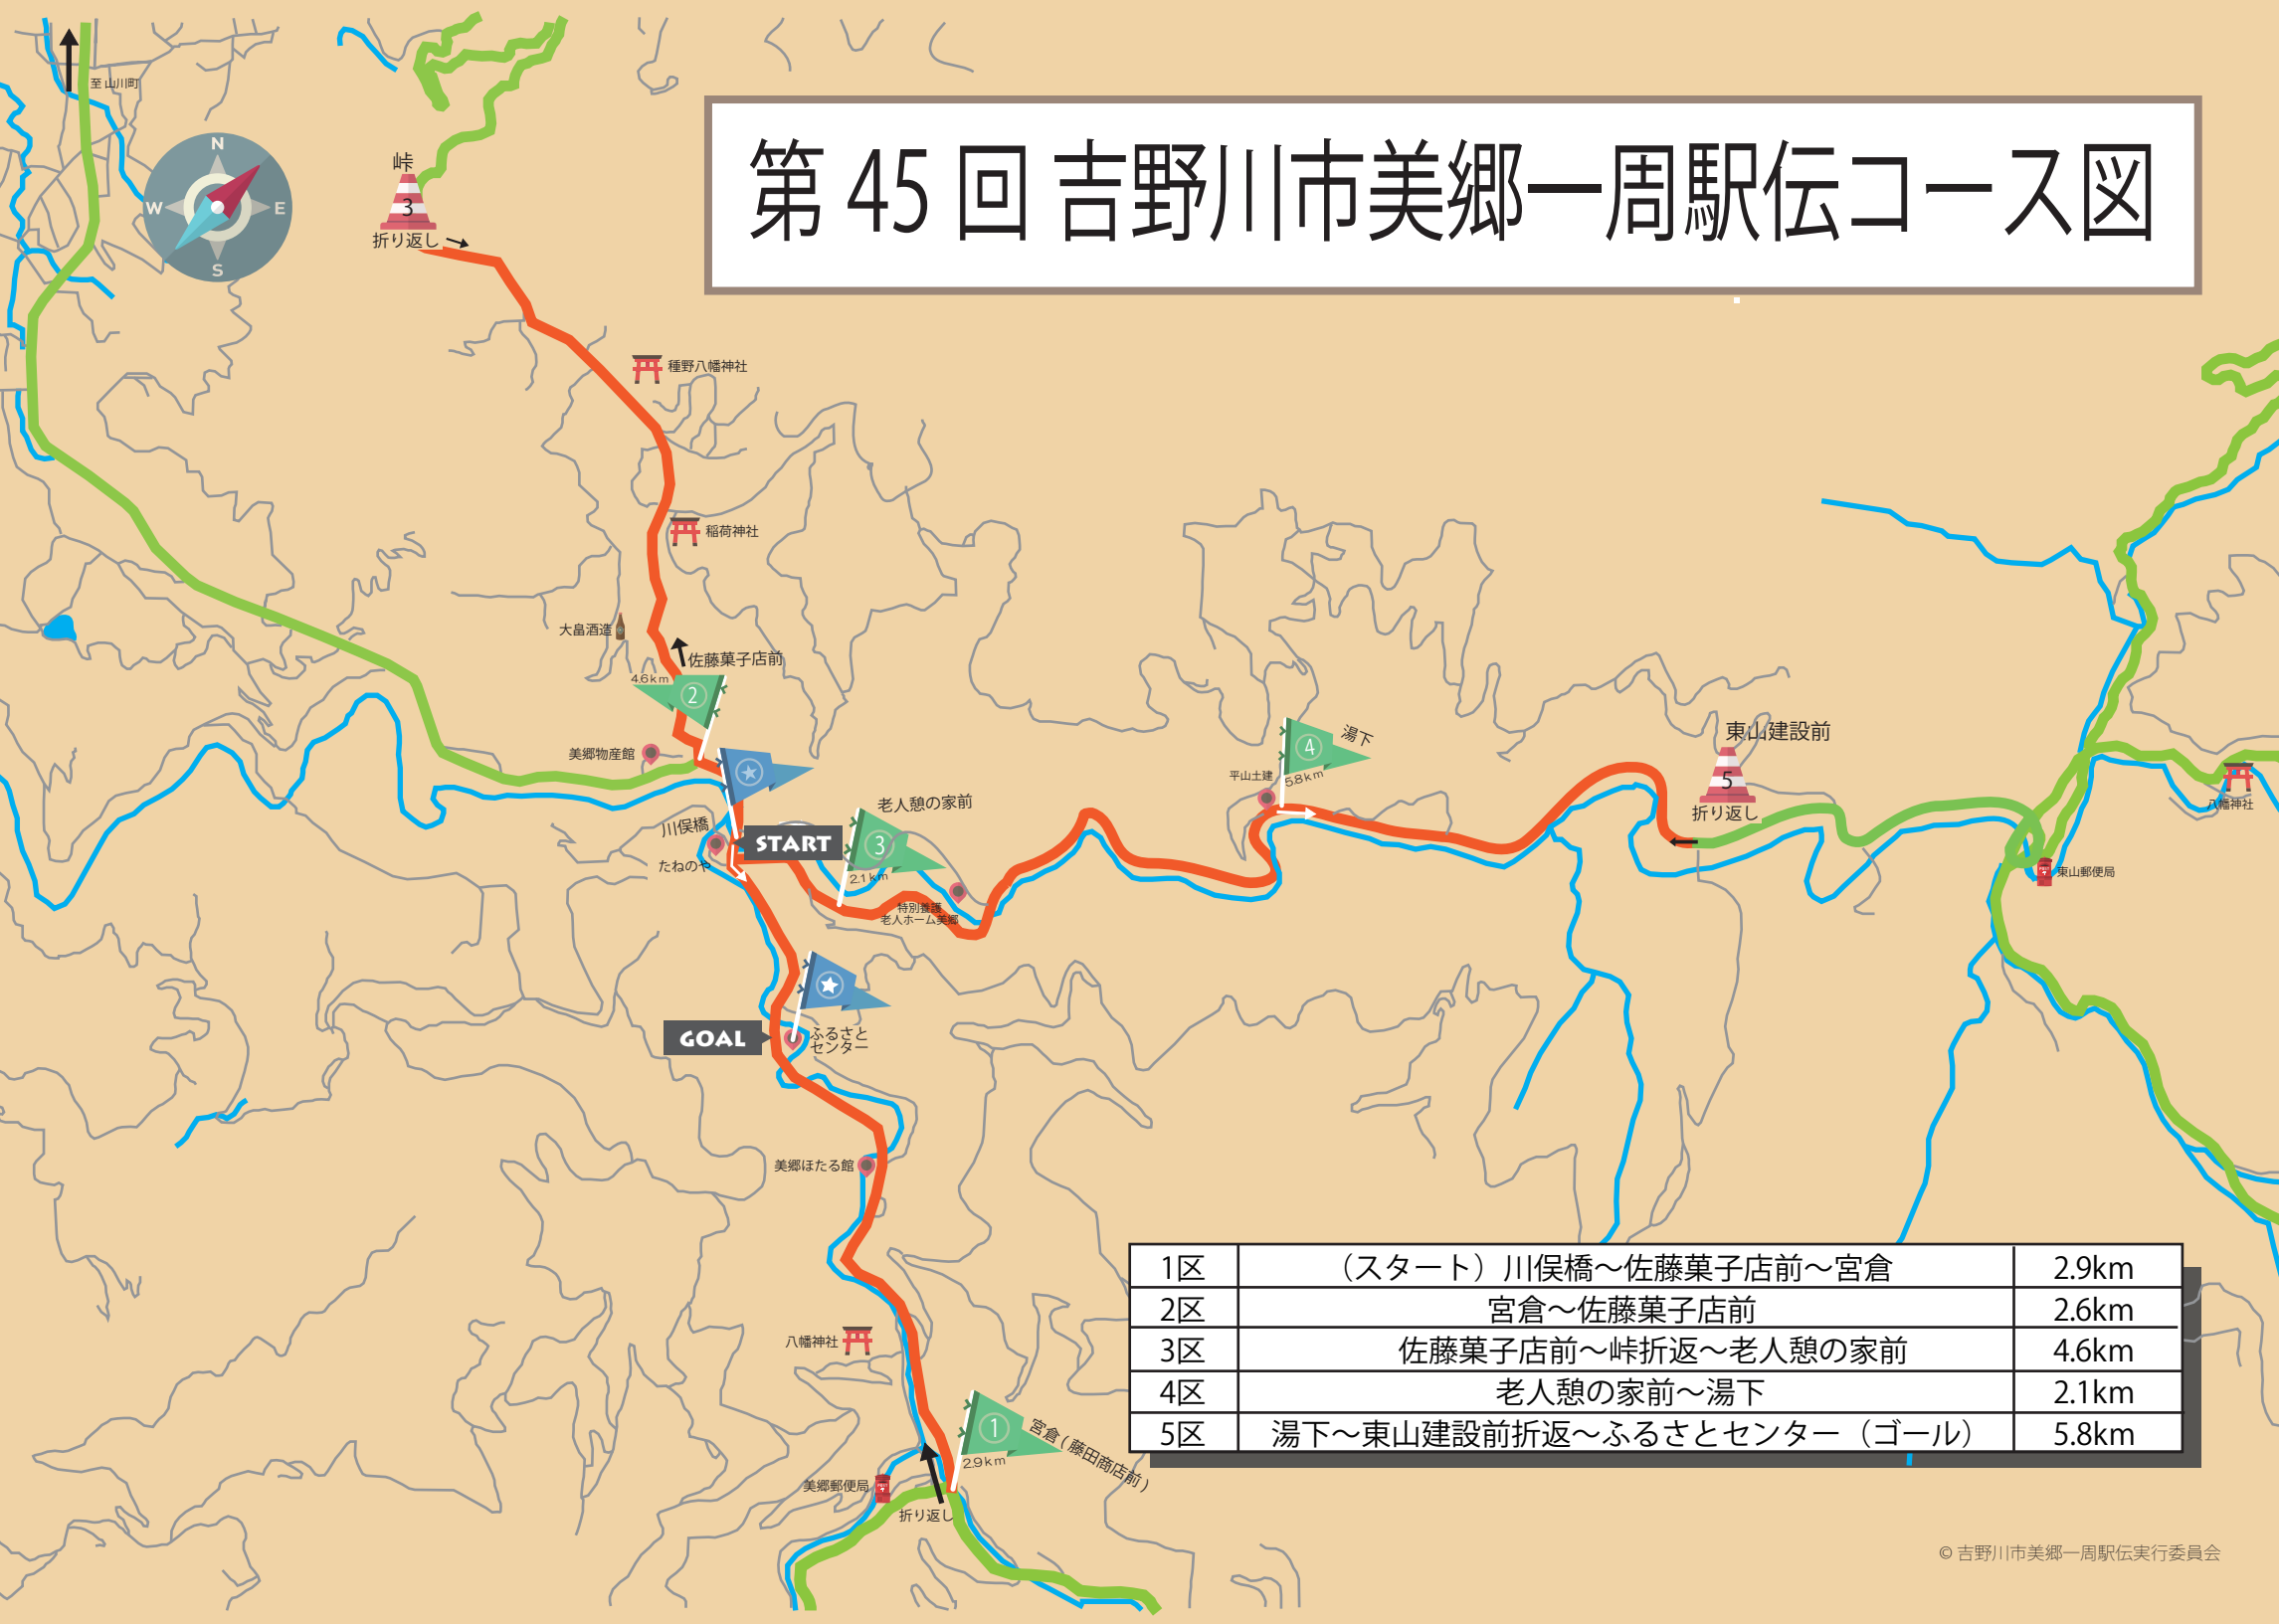 第 45 回 吉野川市美郷一周駅伝コース図
至 山川町
N
W
E
S
峠
3
折り返し
種野八幡神社
稲荷神社
大畠酒造
佐藤菓子店前
4.6km
2
美郷物産館
川俣橋
START
たねのや
老人憩の家前
3
2.1km
特別養護
老人ホーム美郷
湯下
4
平山土建
5.8km
東山建設前
5
折り返し
八幡神社
東山郵便局
GOAL
ふるさと
センター
美郷ほたる館
八幡神社
1
2.9km
宮倉(藤田商店前)
美郷郵便局
折り返し
1区 （スタート）川俣橋～佐藤菓子店前～宮倉 2.9km
2区 宮倉～佐藤菓子店前 2.6km
3区 佐藤菓子店前～峠折返～老人憩の家前 4.6km
4区 老人憩の家前～湯下 2.1km
5区 湯下～東山建設前折返～ふるさとセンター（ゴール） 5.8km
© 吉野川市美郷一周駅伝実行委員会